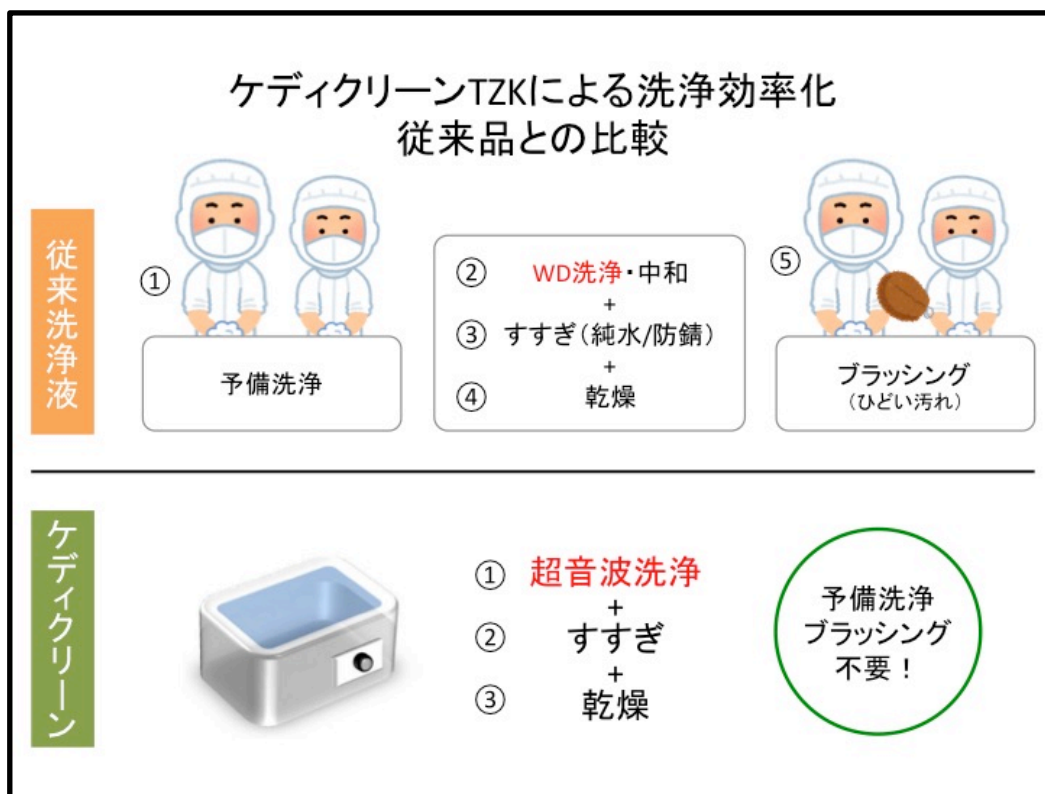 ケディクリーンTZKによる洗浄効率化
従来品との比較
従来洗浄液
①
予備洗浄
② WD洗浄・中和
+
③ すすぎ(純水/防錆)
+
④ 乾燥
⑤
ブラッシング
(ひどい汚れ)
ケディクリーン
① 超音波洗浄
+
② すすぎ
+
③ 乾燥
予備洗浄
ブラッシング
不要！